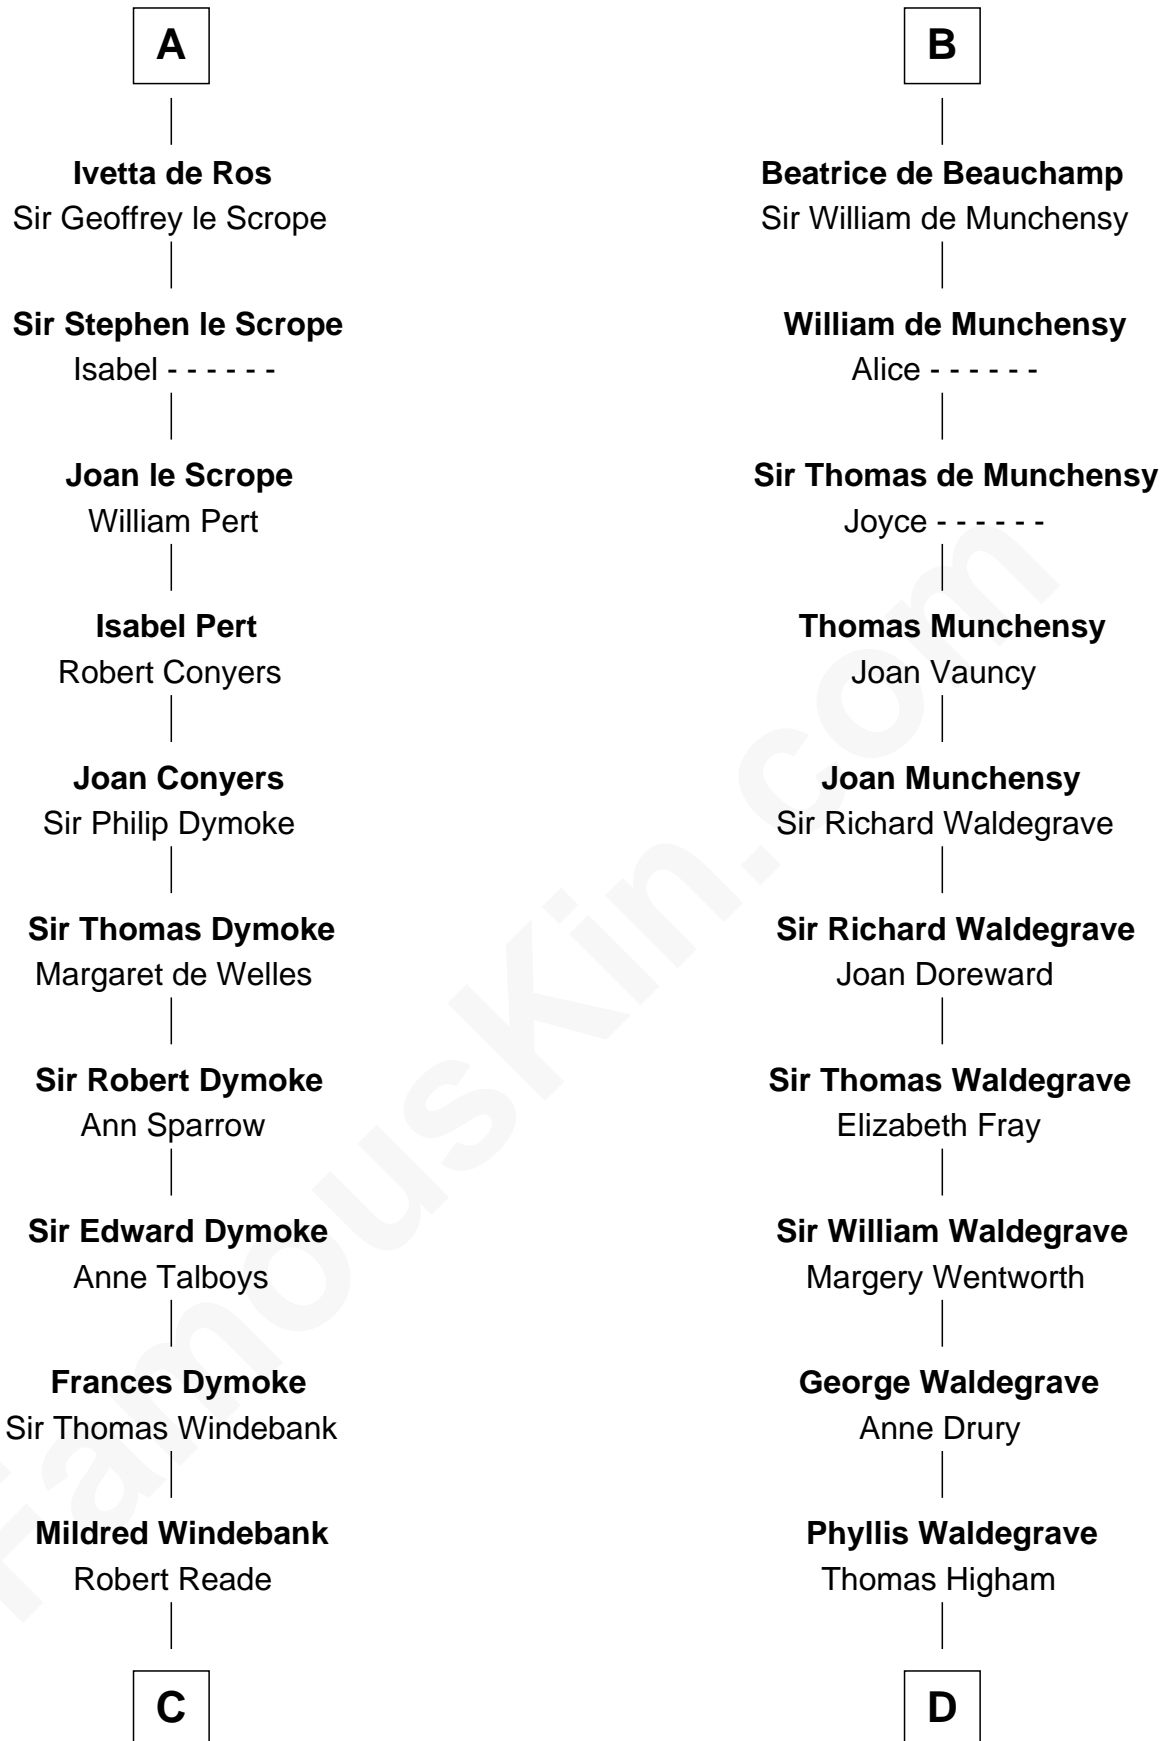 A
Ivetta de Ros
Sir Geoffrey le Scrope
Sir Stephen le Scrope
Isabel - - - - - -
Joan le Scrope
William Pert
Isabel Pert
Robert Conyers
Joan Conyers
Sir Philip Dymoke
Sir Thomas Dymoke
Margaret de Welles
Sir Robert Dymoke
Ann Sparrow
Sir Edward Dymoke
Anne Talboys
Frances Dymoke
Sir Thomas Windebank
Mildred Windebank
Robert Reade
C
B
Beatrice de Beauchamp
Sir William de Munchensy
William de Munchensy
Alice - - - - - -
Sir Thomas de Munchensy
Joyce - - - - - -
Thomas Munchensy
Joan Vauncy
Joan Munchensy
Sir Richard Waldegrave
Sir Richard Waldegrave
Joan Doreward
Sir Thomas Waldegrave
Elizabeth Fray
Sir William Waldegrave
Margery Wentworth
George Waldegrave
Anne Drury
Phyllis Waldegrave
Thomas Higham
D
FamousKin.com